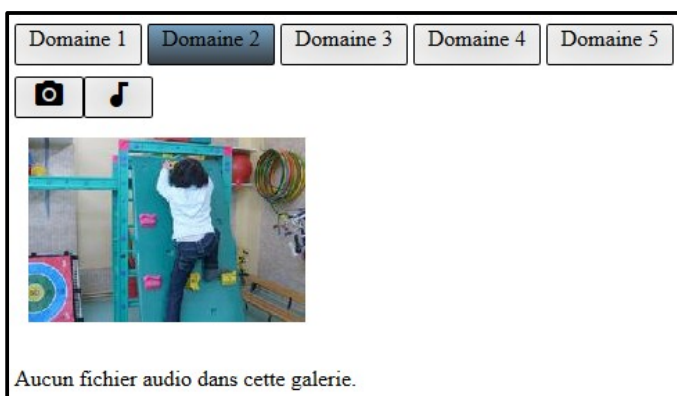 Domaine 1 Domaine 2 Domaine 3 Domaine 4 Domaine 5
Aucun fichier audio dans cette galerie.